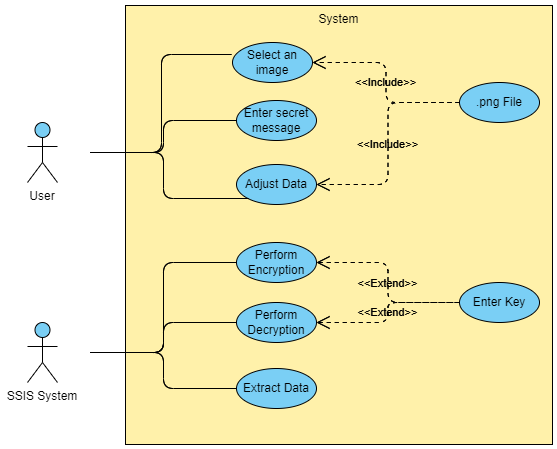 System
Select an
image
<<Include>>
.png File
Enter secret
message
<<Include>>
Adjust Data
User
Perform
Encryption
<<Extend>>
Enter Key
<<Extend>>
Perform
Decryption
Extract Data
SSIS System